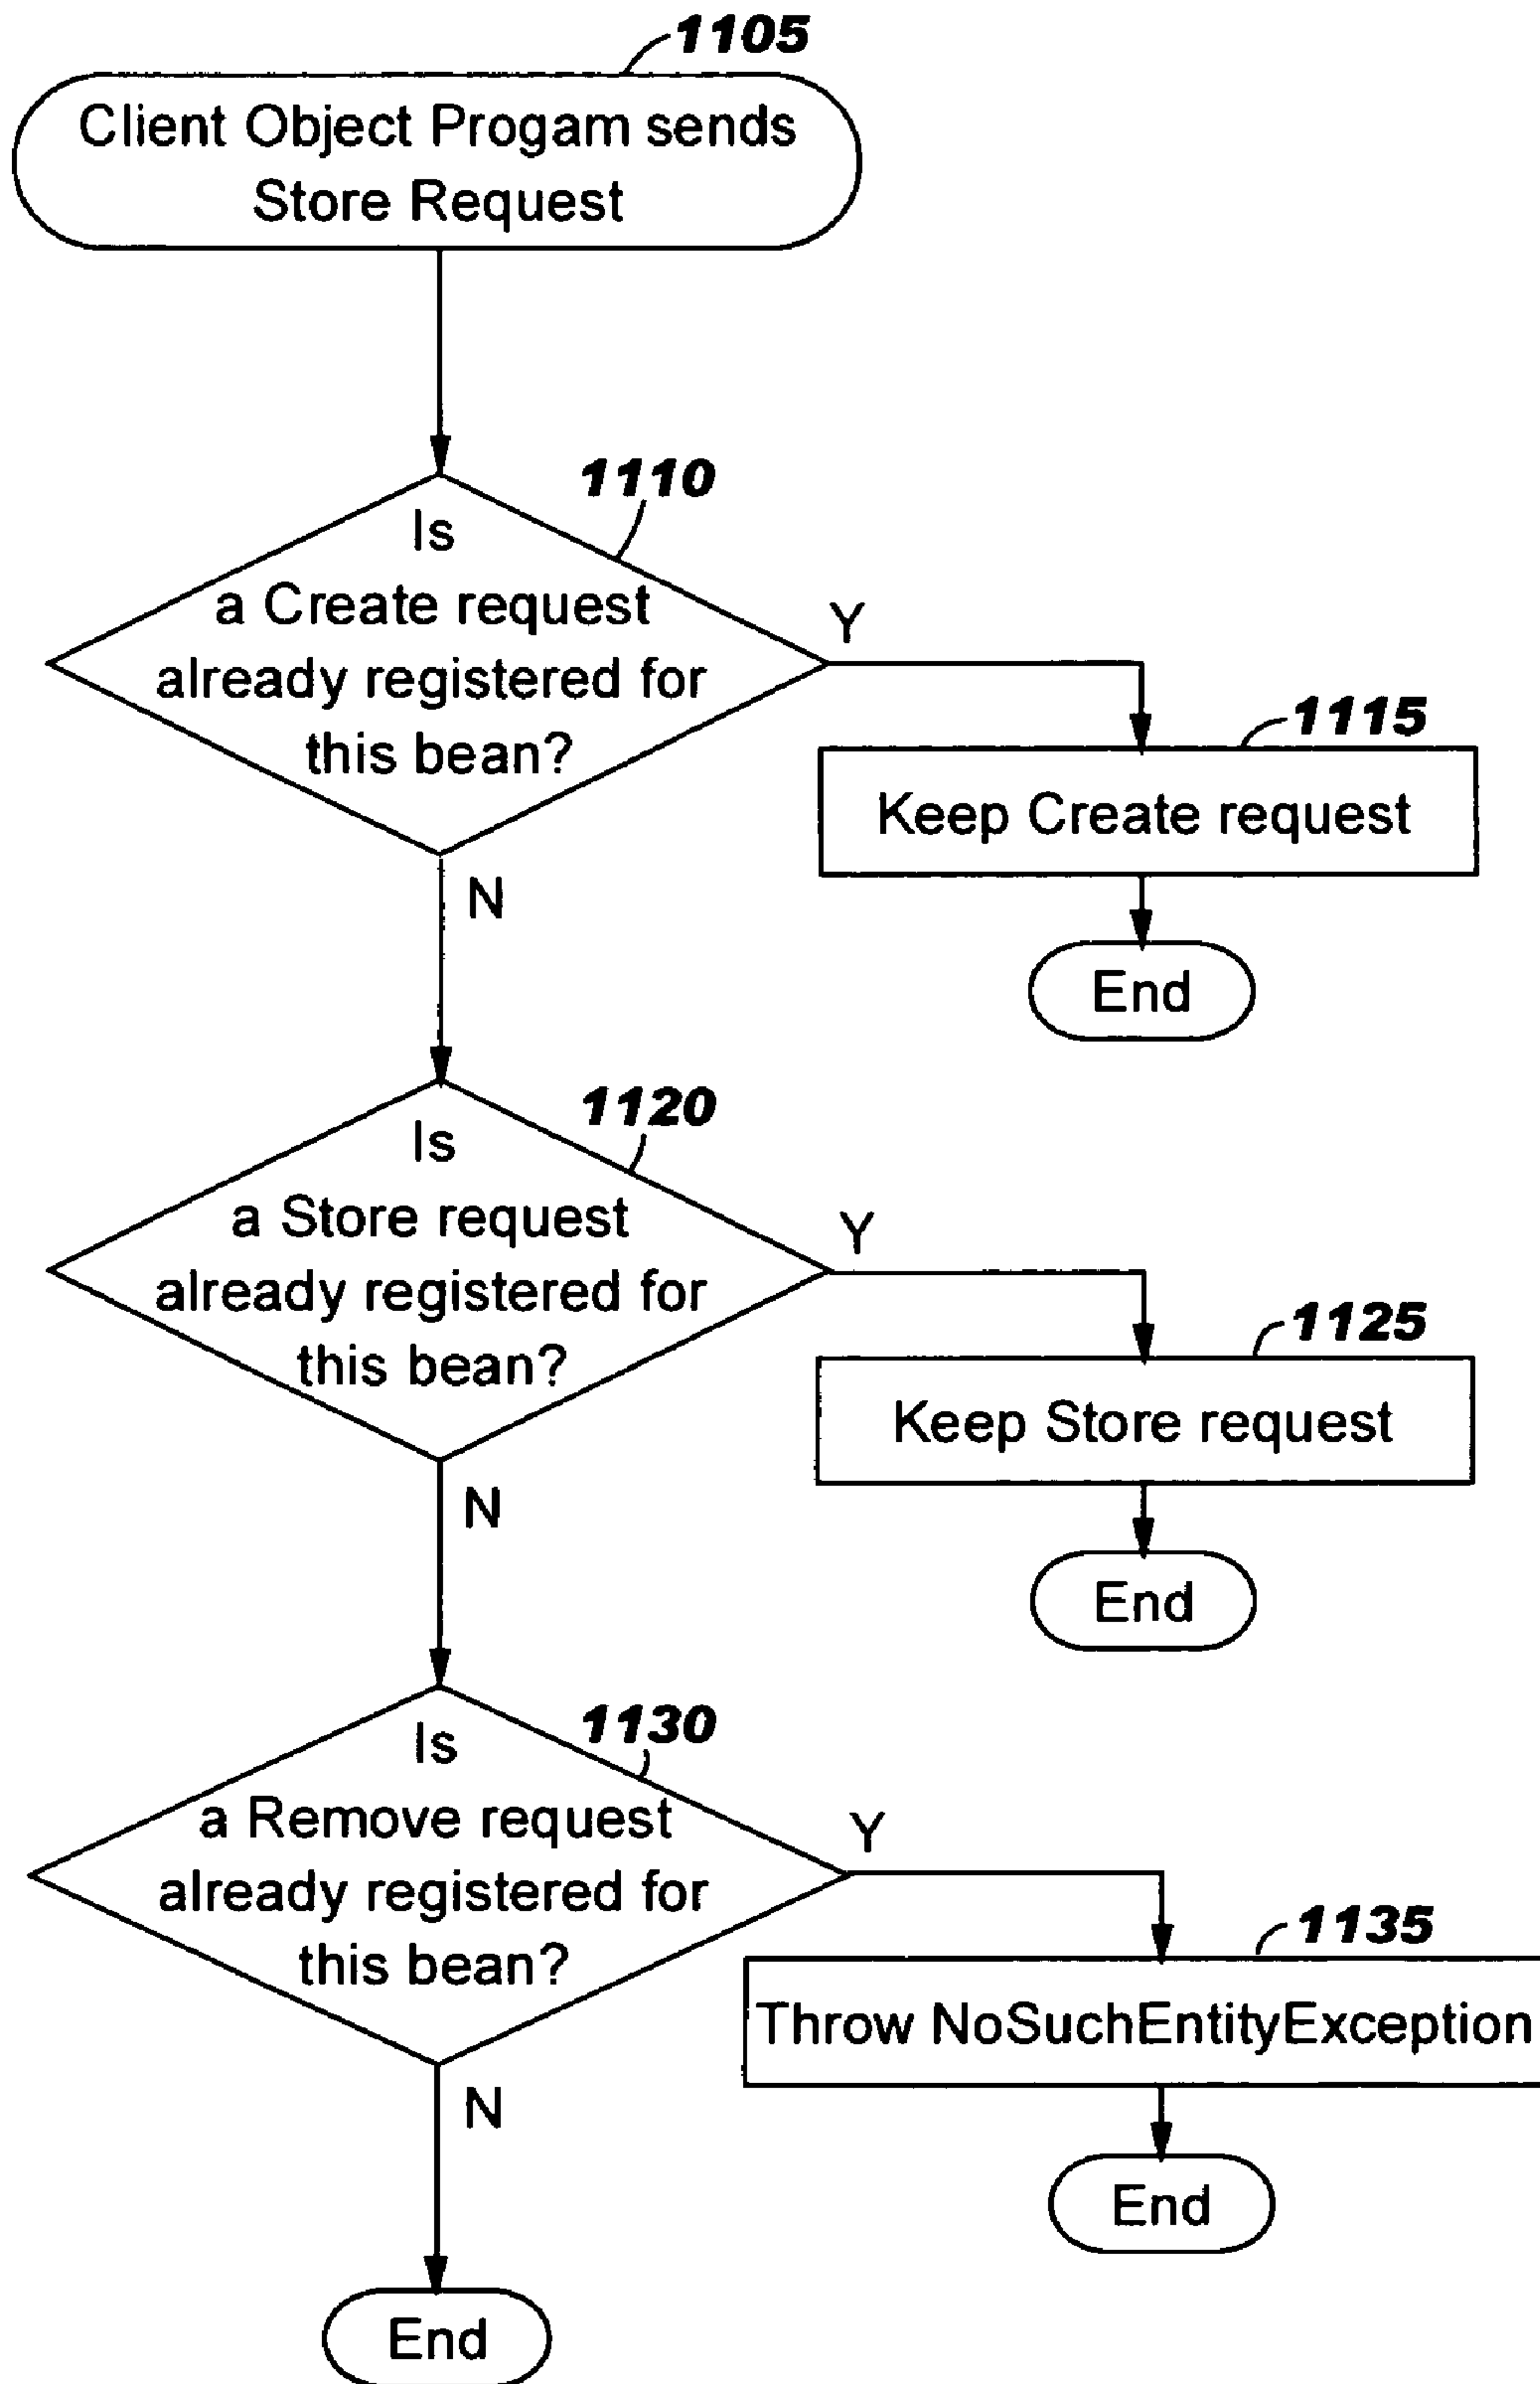 1105
Client Object Progam sends
Store Request
1110
Is
a Create request
already registered for
this bean?
Y
1115
Keep Create request
End
N
1120
Is
a Store request
already registered for
this bean?
Y
1125
Keep Store request
End
N
1130
Is
a Remove request
already registered for
this bean?
Y
1135
Throw NoSuchEntityException
End
N
End